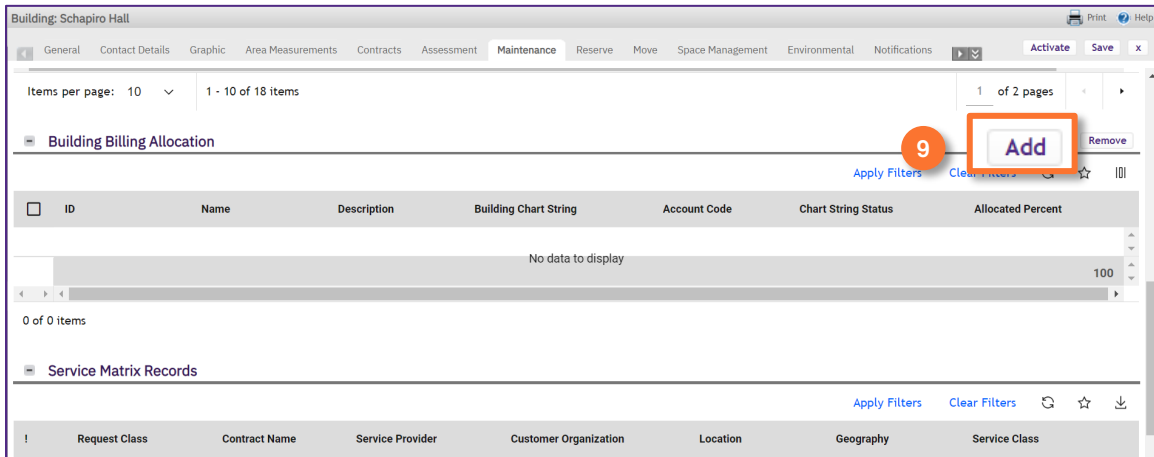 Building: Schapiro Hall Print Help
General Contact Details Graphic Area Measurements Contracts Assessment Maintenance Reserve Move Space Management Environmental Notifications Activate Save x
Items per page: 10 1 - 10 of 18 items 1 of 2 pages
Building Billing Allocation 9 Add Remove
Apply Filters Clear Filters
ID Name Description Building Chart String Account Code Chart String Status Allocated Percent
No data to display
100
0 of 0 items
Service Matrix Records
Apply Filters Clear Filters
! Request Class Contract Name Service Provider Customer Organization Location Geography Service Class